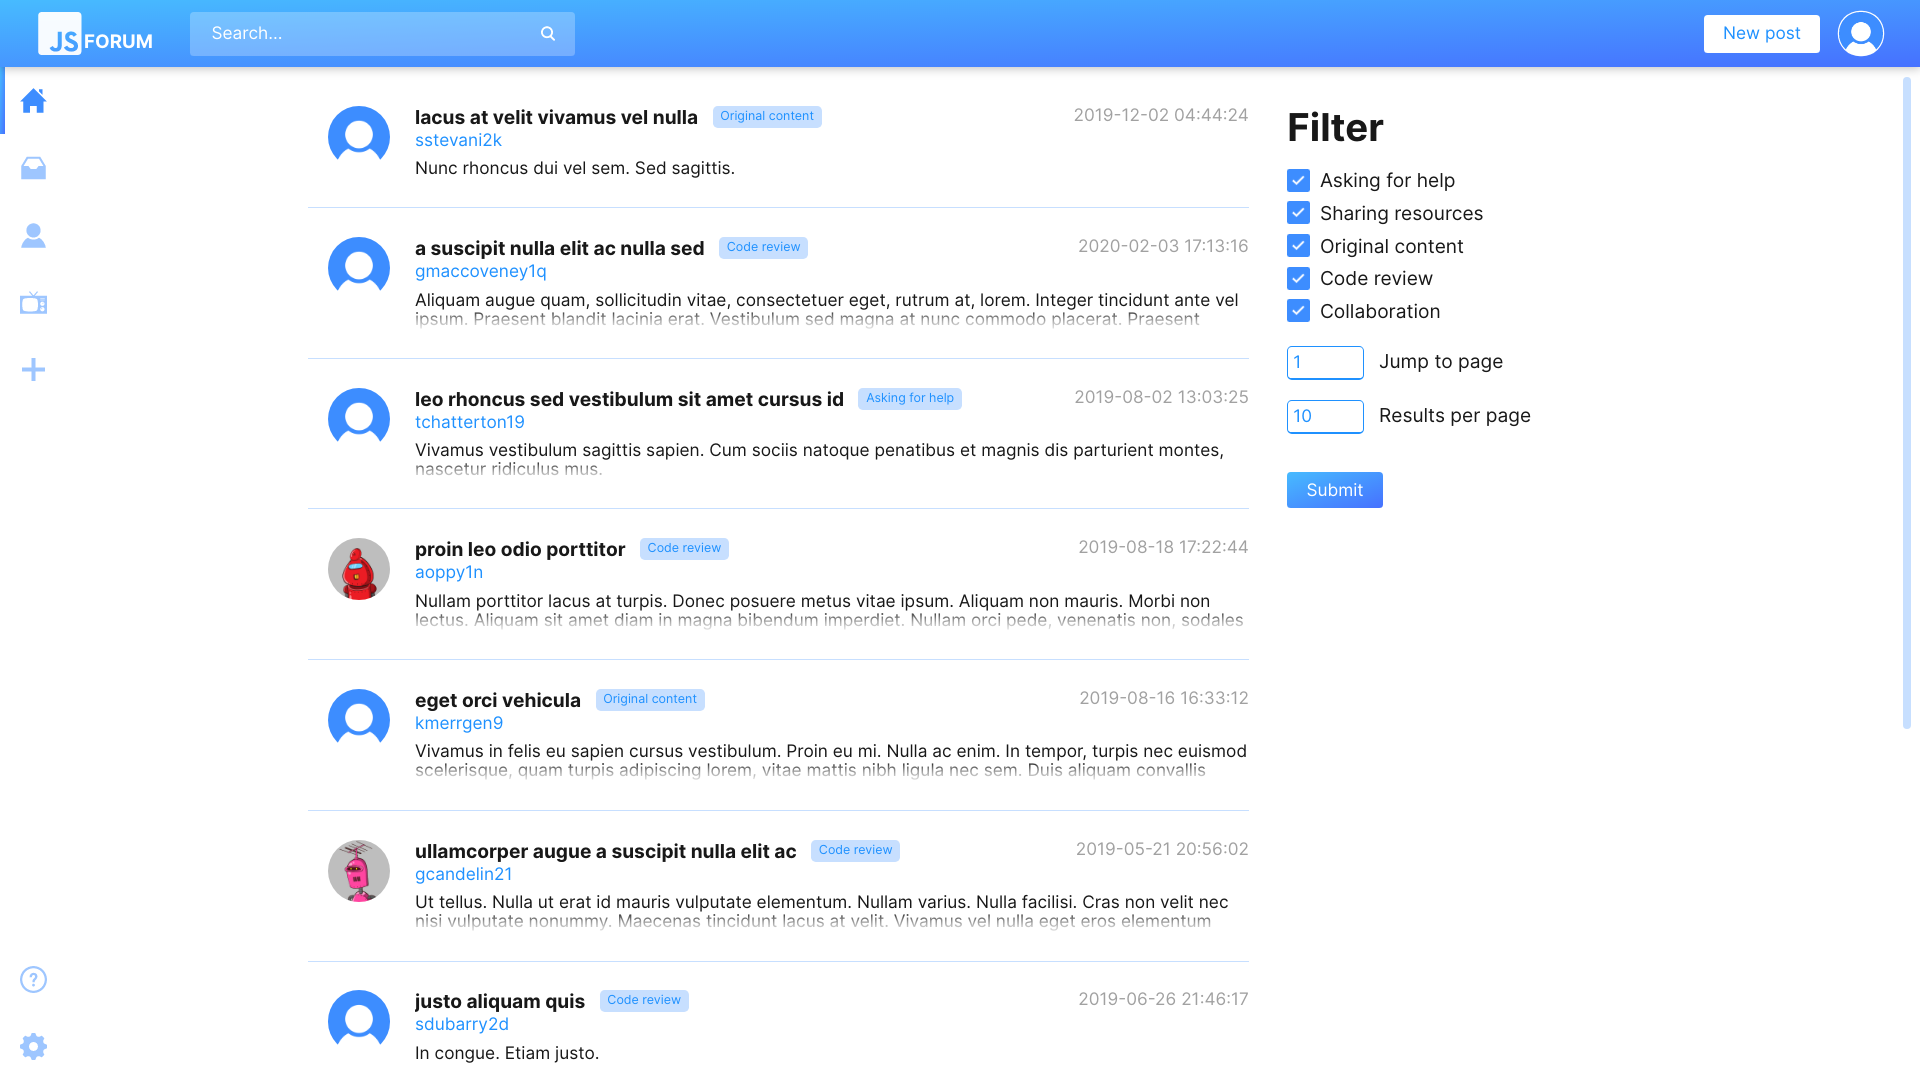 JS FORUM
Search...
New post
lacus at velit vivamus vel nulla Original content 2019-12-02 04:44:24
sstevani2k
Nunc rhoncus dui vel sem. Sed sagittis.
a suscipit nulla elit ac nulla sed Code review 2020-02-03 17:13:16
gmaccoveney1q
Aliquam augue quam, sollicitudin vitae, consectetuer eget, rutrum at, lorem. Integer tincidunt ante vel
ipsum. Praesent blandit lacinia erat. Vestibulum sed magna at nunc commodo placerat. Praesent
leo rhoncus sed vestibulum sit amet cursus id Asking for help 2019-08-02 13:03:25
tchatterton19
Vivamus vestibulum sagittis sapien. Cum sociis natoque penatibus et magnis dis parturient montes,
nascetur ridiculus mus.
proin leo odio porttitor Code review 2019-08-18 17:22:44
aoppy1n
Nullam porttitor lacus at turpis. Donec posuere metus vitae ipsum. Aliquam non mauris. Morbi non
lectus. Aliquam sit amet diam in magna bibendum imperdiet. Nullam orci pede, venenatis non, sodales
eget orci vehicula Original content 2019-08-16 16:33:12
kmerrgen9
Vivamus in felis eu sapien cursus vestibulum. Proin eu mi. Nulla ac enim. In tempor, turpis nec euismod
scelerisque, quam turpis adipiscing lorem, vitae mattis nibh ligula nec sem. Duis aliquam convallis
ullamcorper augue a suscipit nulla elit ac Code review 2019-05-21 20:56:02
gcandelin21
Ut tellus. Nulla ut erat id mauris vulputate elementum. Nullam varius. Nulla facilisi. Cras non velit nec
nisi vulputate nonummy. Maecenas tincidunt lacus at velit. Vivamus vel nulla eget eros elementum
justo aliquam quis Code review 2019-06-26 21:46:17
sdubarry2d
In congue. Etiam justo.
Filter
Asking for help
Sharing resources
Original content
Code review
Collaboration
1 Jump to page
10 Results per page
Submit